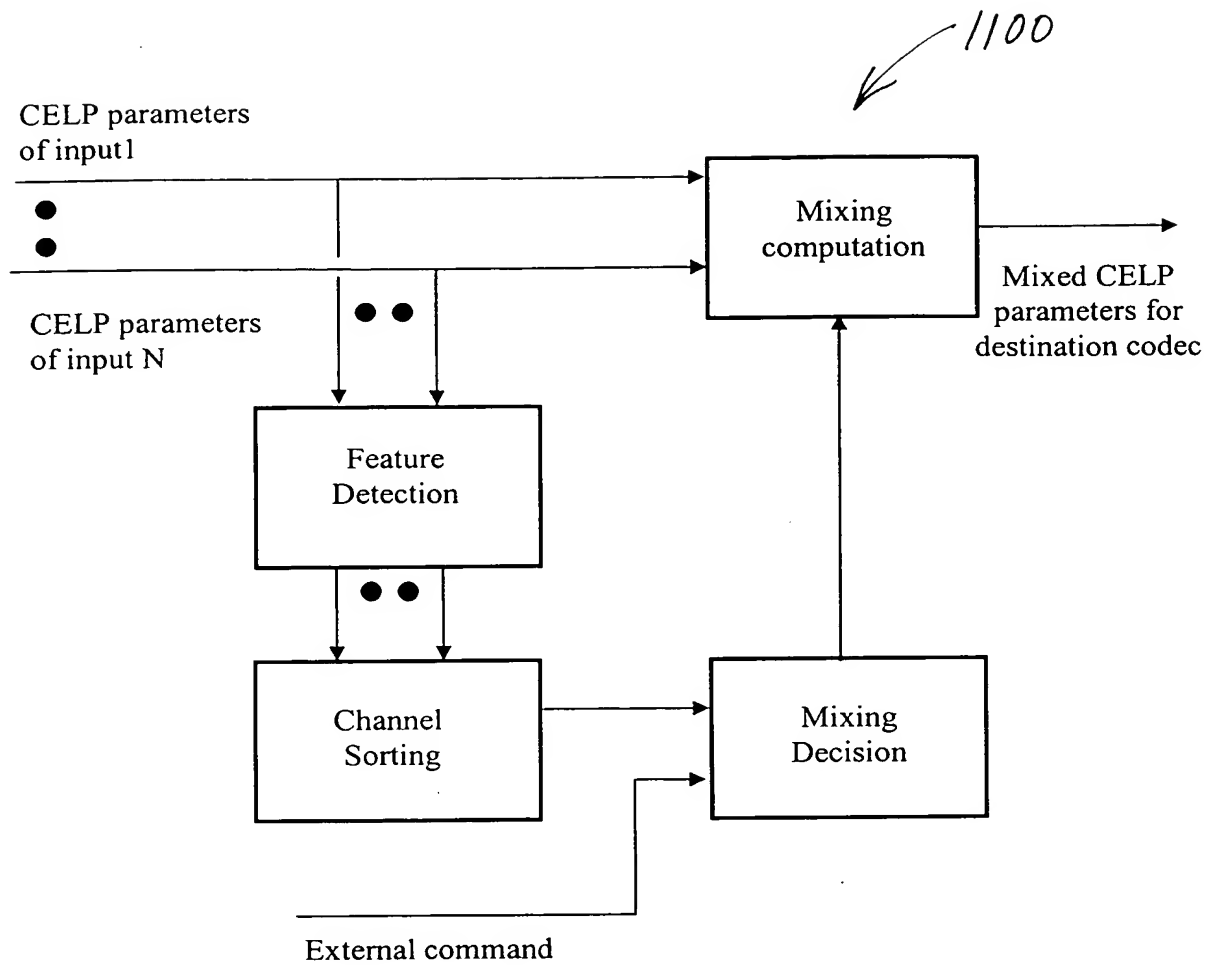 1100
CELP parameters
of input1
CELP parameters
of input N
Mixing
computation
Mixed CELP
parameters for
destination codec
Feature
Detection
Channel
Sorting
Mixing
Decision
External command